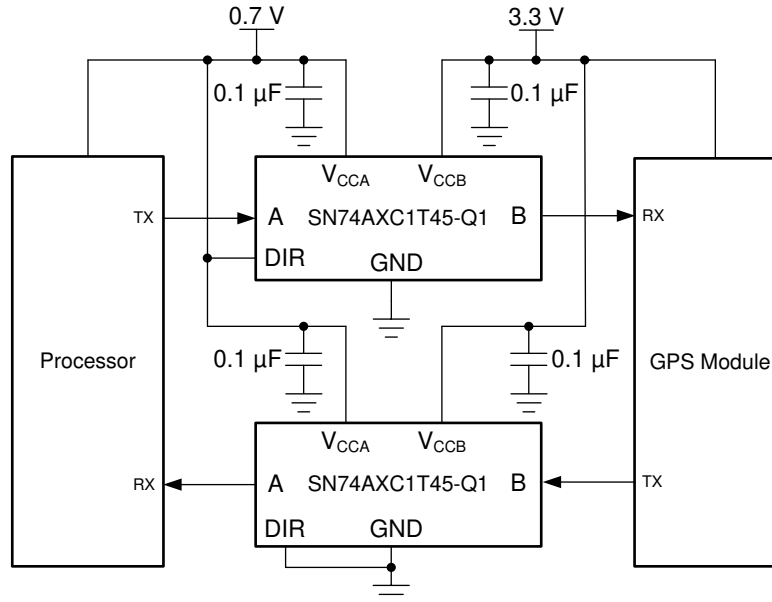 0.7 V
3.3 V
0.1 µF
0.1 µF
VCCA
VCCB
TX
A
SN74AXC1T45-Q1
B
RX
DIR
GND
Processor
0.1 µF
0.1 µF
GPS Module
VCCA
VCCB
RX
A
SN74AXC1T45-Q1
B
TX
DIR
GND